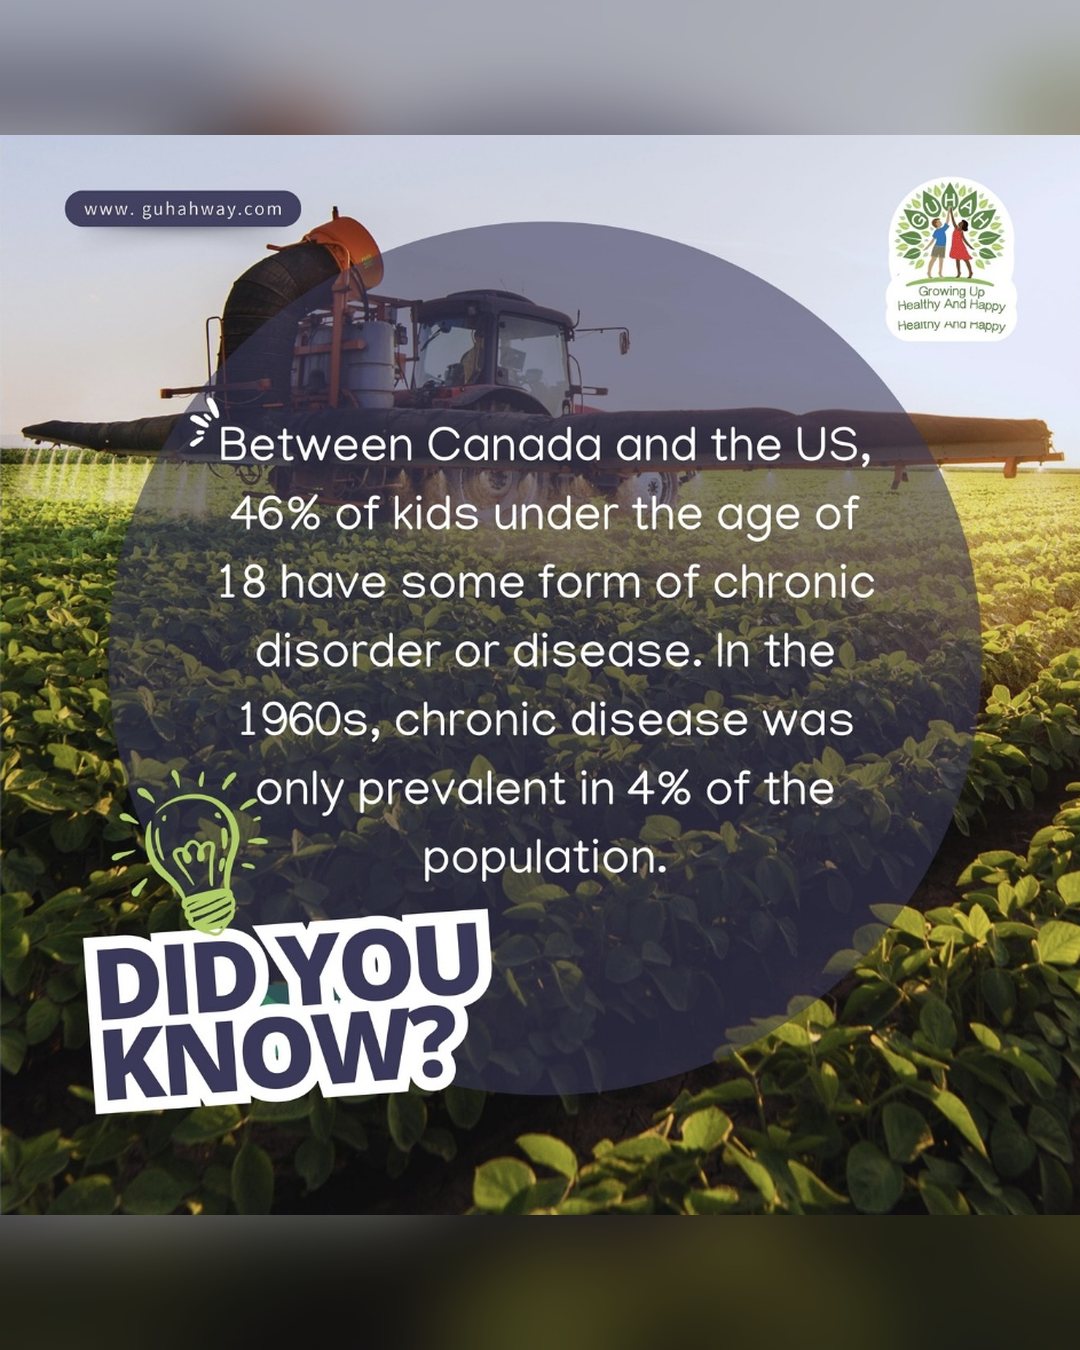 www. guhahway.com
GUHAH
Growing Up
Healthy And Happy
Healthy And Happy
Between Canada and the US,
46% of kids under the age of
18 have some form of chronic
disorder or disease. In the
1960s, chronic disease was
only prevalent in 4% of the
population.
DID YOU
KNOW?